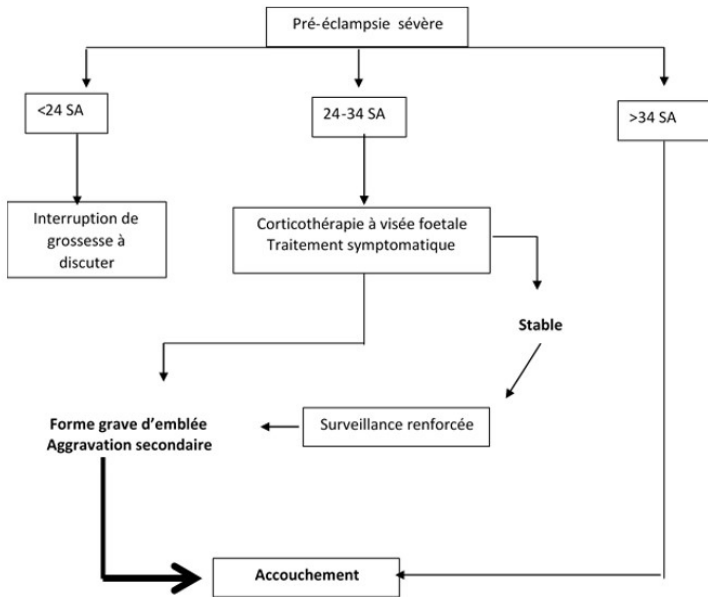 Pré-éclampsie sévère
<24 SA
24-34 SA
>34 SA
Interruption de
grossesse à
discuter
Corticothérapie à visée foetale
Traitement symptomatique
Stable
Forme grave d'emblée
Aggravation secondaire
Surveillance renforcée
Accouchement